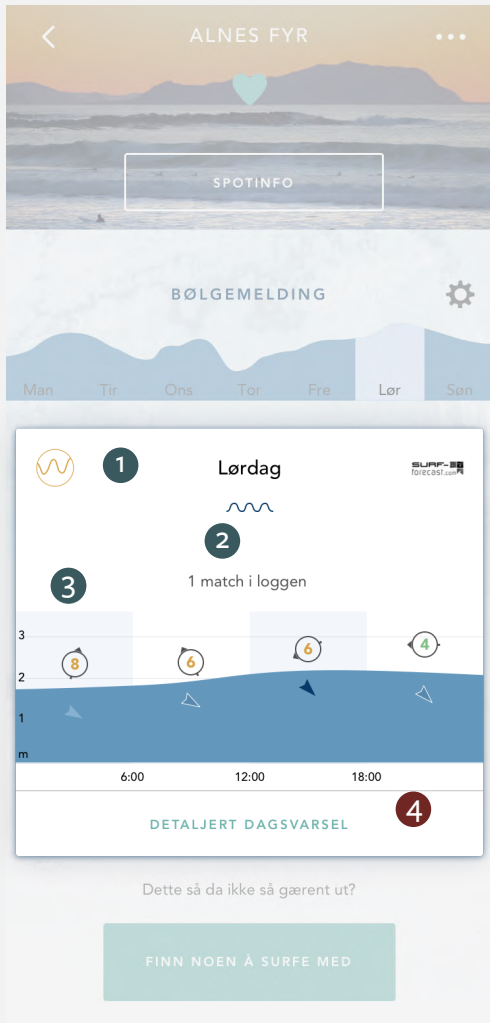 ALNES FYR
SPOTINFO
BØLGEMELDING
Man Tir Ons Tor Fre Lør Søn
1
Lørdag
SURF-
forecast.com
2
1 match i loggen
3
3
8 6 6 4
2
1
m
6:00 12:00 18:00
4
DETALJERT DAGSVARSEL
Dette så da ikke så gærent ut?
FINN NOEN Å SURFE MED